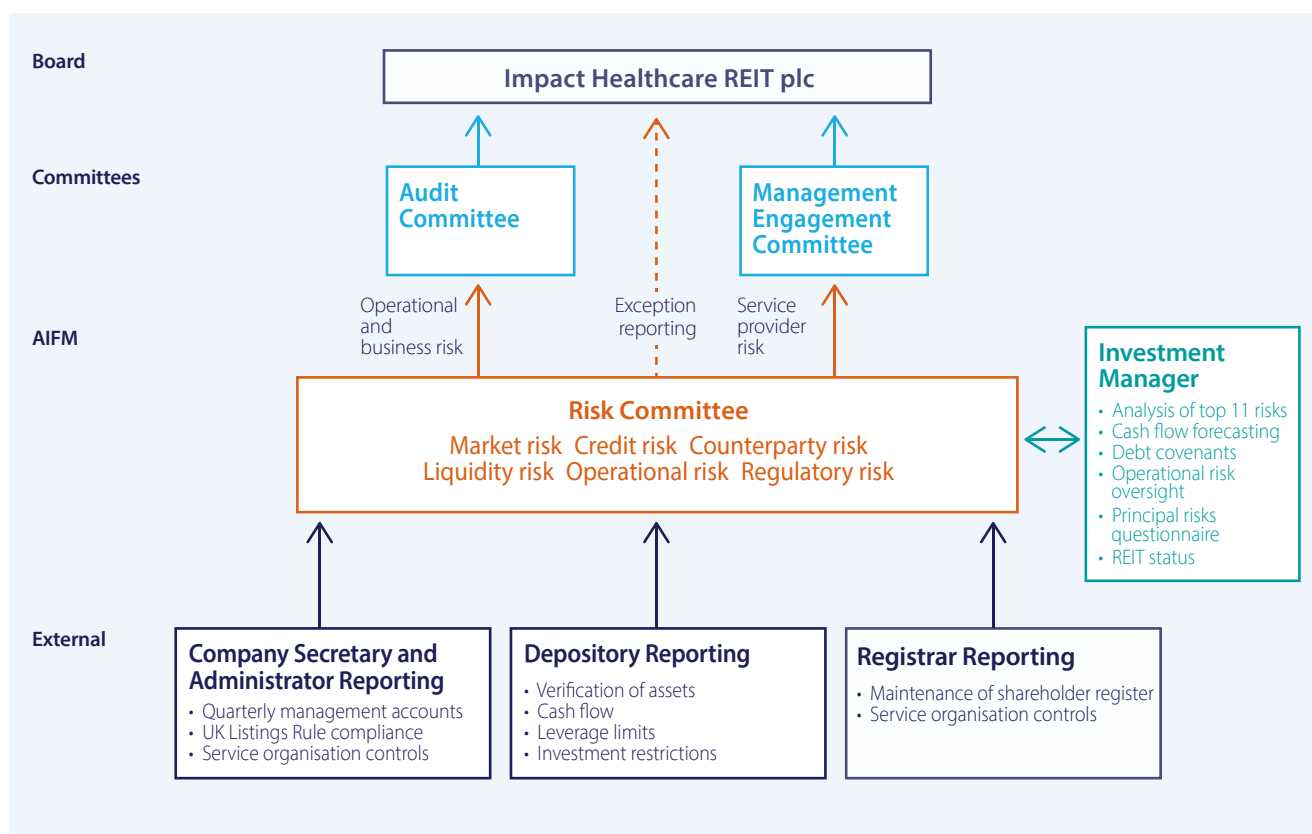 Board
Impact Healthcare REIT plc
Committees
Audit
Committee
Management
Engagement
Committee
AIFM
Operational
and
business risk
Exception
reporting
Service
provider
risk
Risk Committee
Market risk Credit risk Counterparty risk
Liquidity risk Operational risk Regulatory risk
Investment
Manager
• Analysis of top 11 risks
• Cash flow forecasting
• Debt covenants
• Operational risk
oversight
• Principal risks
questionnaire
• REIT status
External
Company Secretary and
Administrator Reporting
• Quarterly management accounts
• UK Listings Rule compliance
• Service organisation controls
Depository Reporting
• Verification of assets
• Cash flow
• Leverage limits
• Investment restrictions
Registrar Reporting
• Maintenance of shareholder register
• Service organisation controls